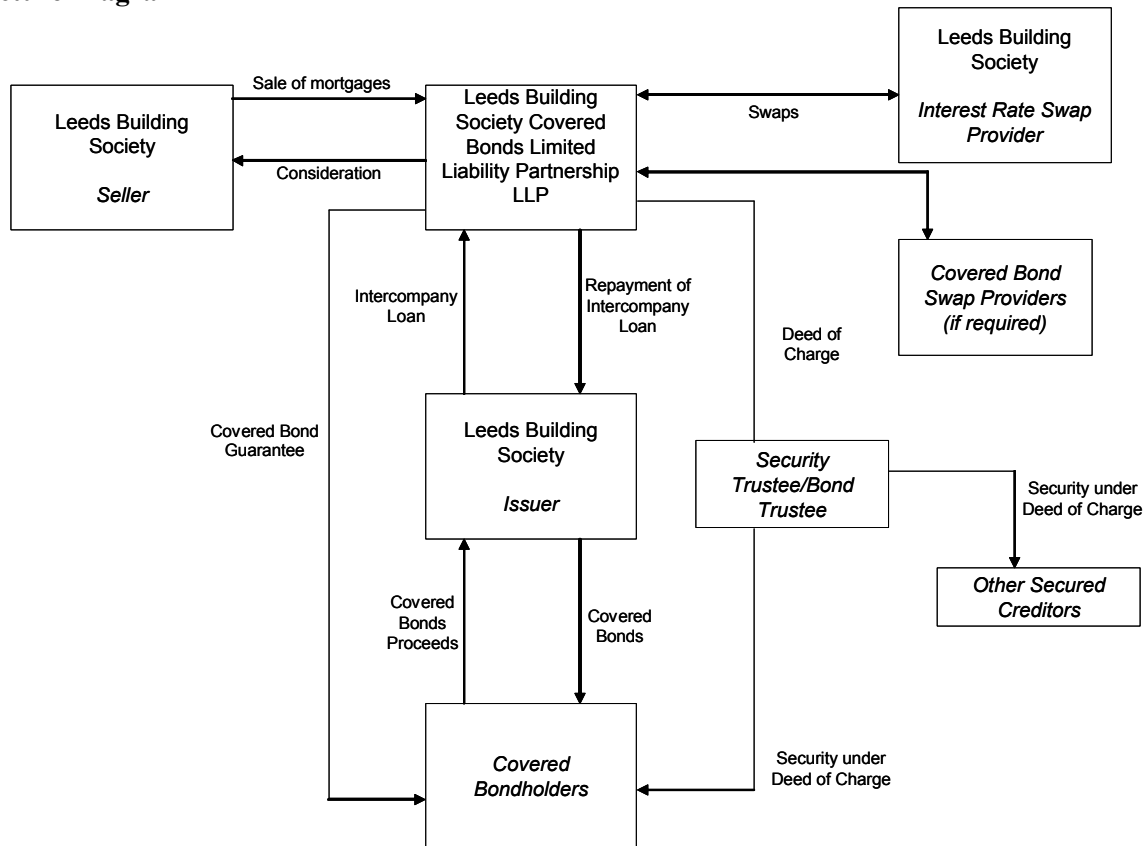 Leeds Building
Society
Interest Rate Swap
Provider
Sale of mortgages
Leeds Building
Society Covered
Bonds Limited
Liability Partnership
LLP
Swaps
Leeds Building
Society
Seller
Consideration
Covered Bond
Swap Providers
(if required)
Intercompany
Loan
Repayment of
Intercompany
Loan
Deed of
Charge
Covered Bond
Guarantee
Leeds Building
Society
Issuer
Security
Trustee/Bond
Trustee
Security under
Deed of Charge
Other Secured
Creditors
Covered
Bonds
Proceeds
Covered
Bonds
Covered
Bondholders
Security under
Deed of Charge